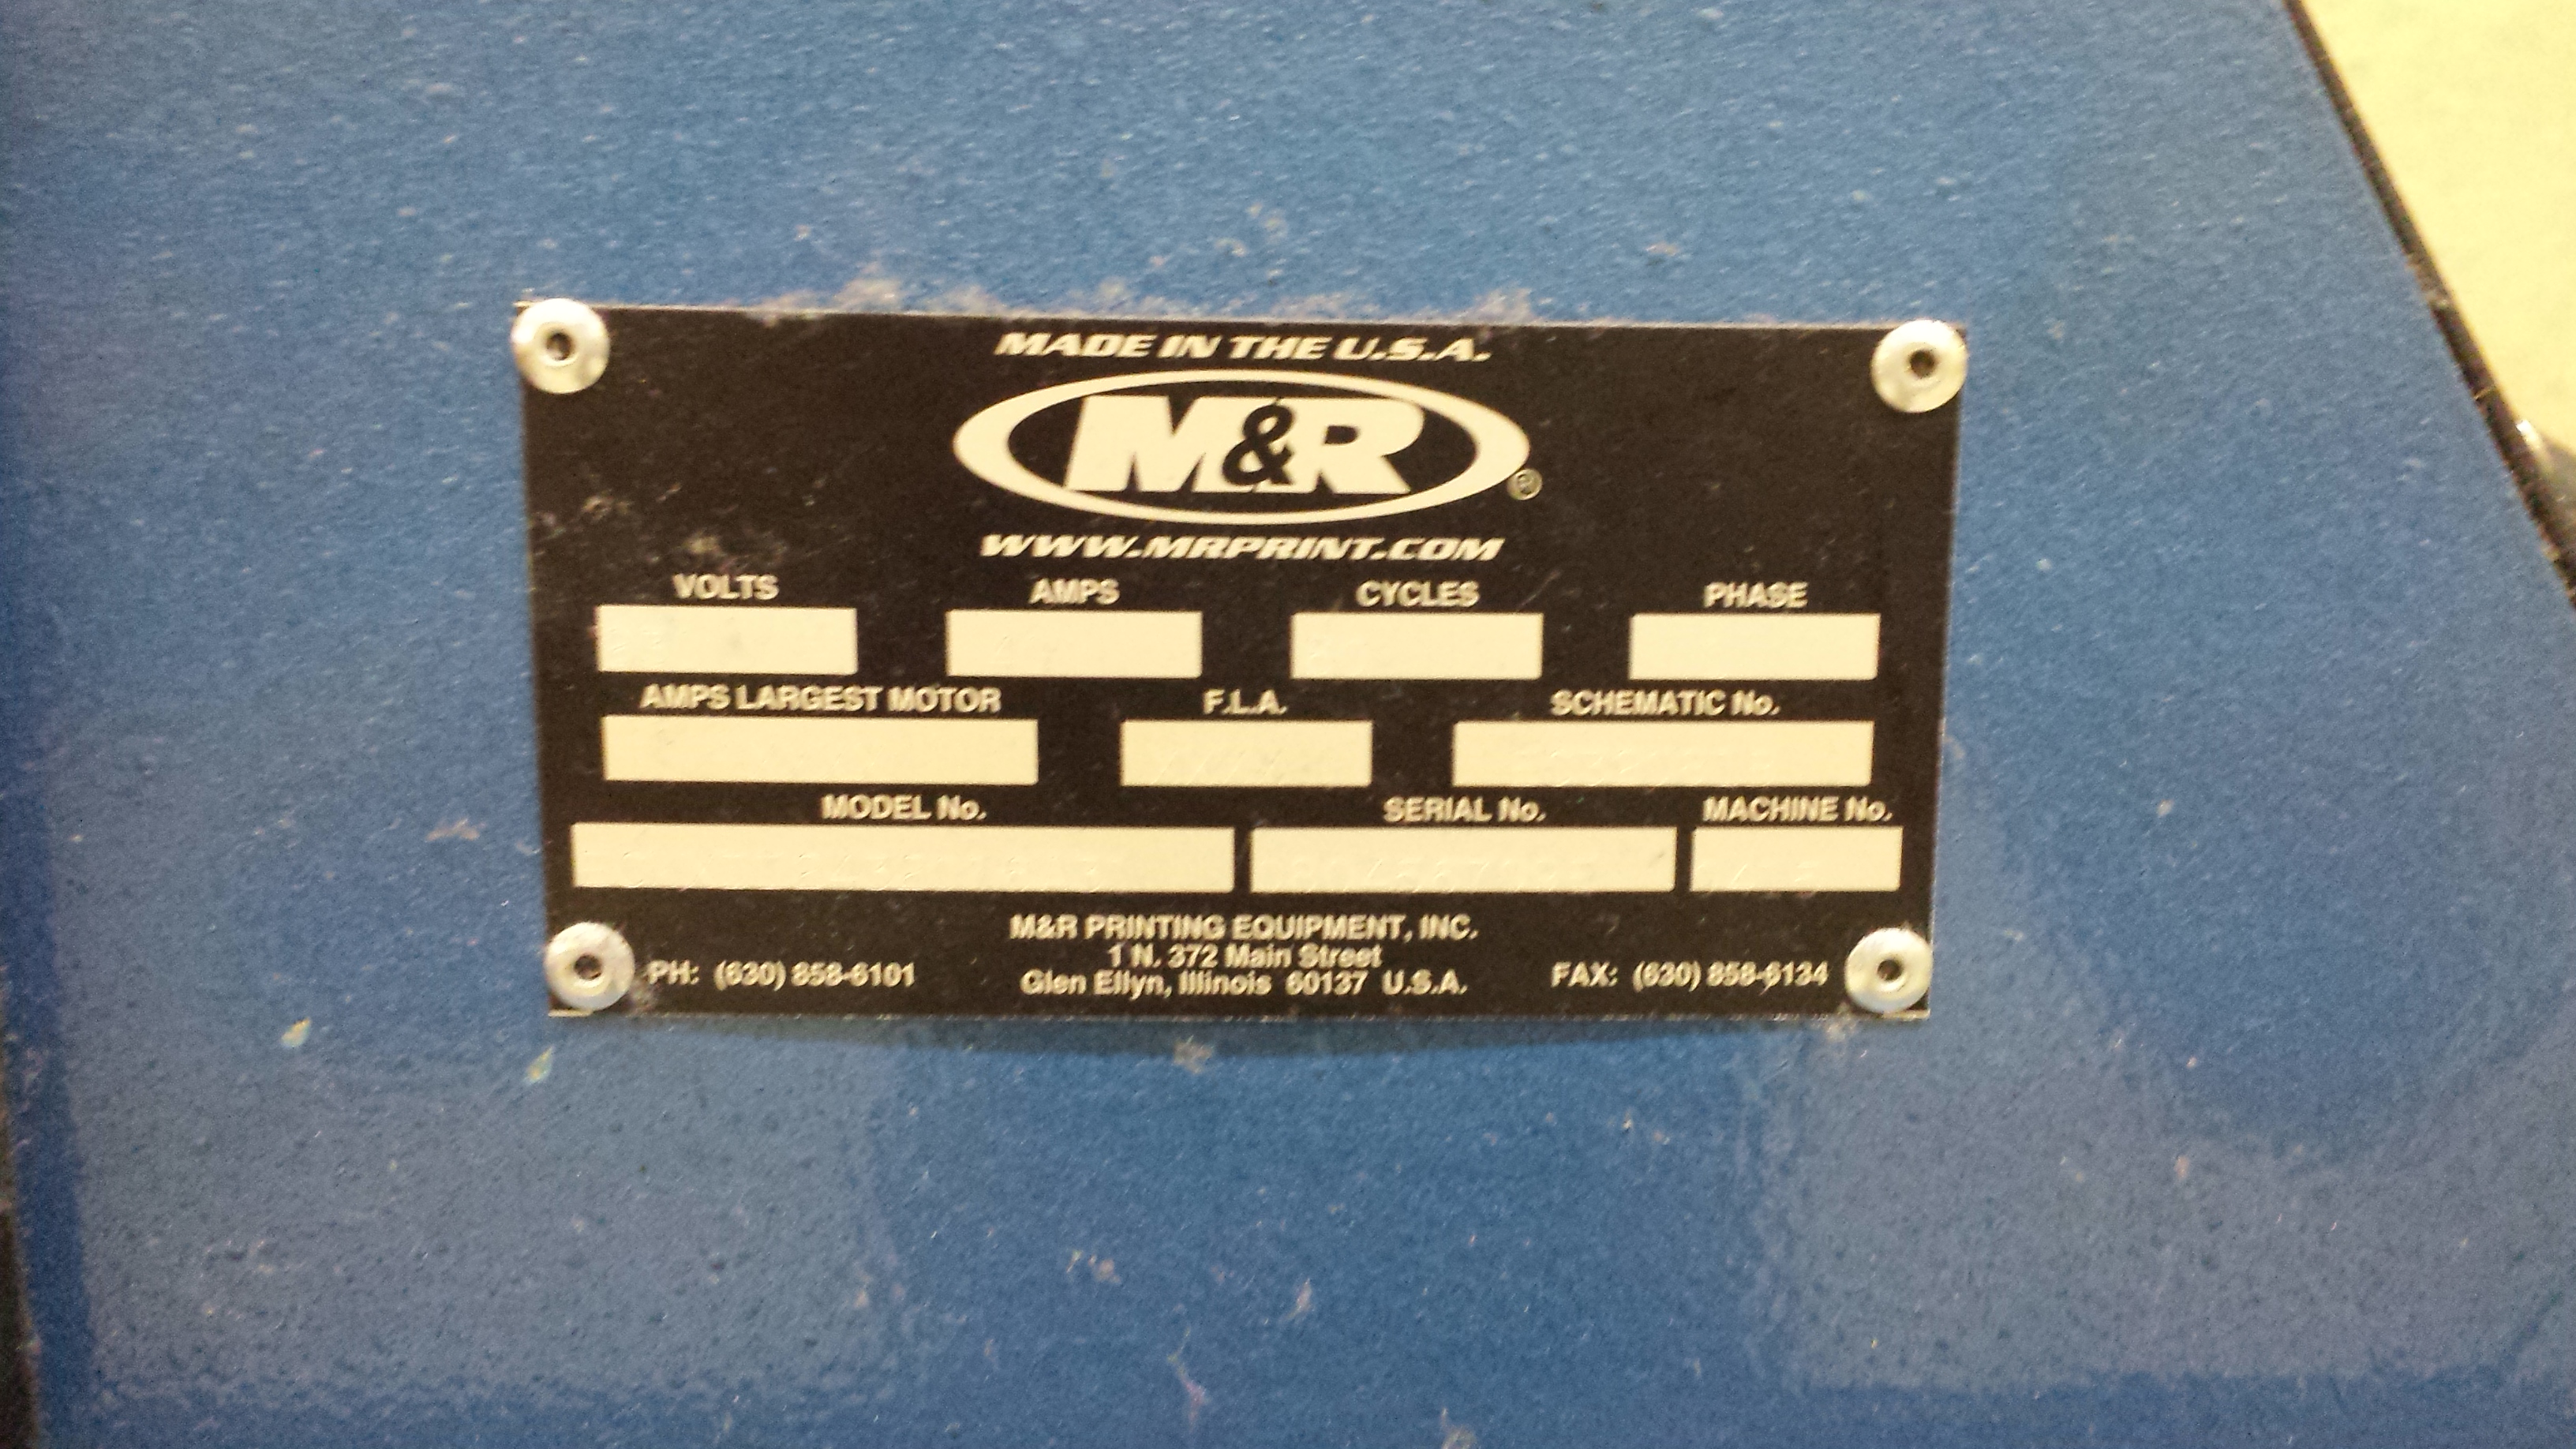 MADE IN THE U.S.A.
M&R®
WWW.MRPRINT.COM
VOLTS AMPS CYCLES PHASE
AMPS LARGEST MOTOR F.L.A. SCHEMATIC No.
MODEL No. SERIAL No. MACHINE No.
M&R PRINTING EQUIPMENT, INC.
1 N. 372 Main Street
Glen Ellyn, Illinois 60137 U.S.A.
PH: (630) 858-6101
FAX: (630) 858-6134